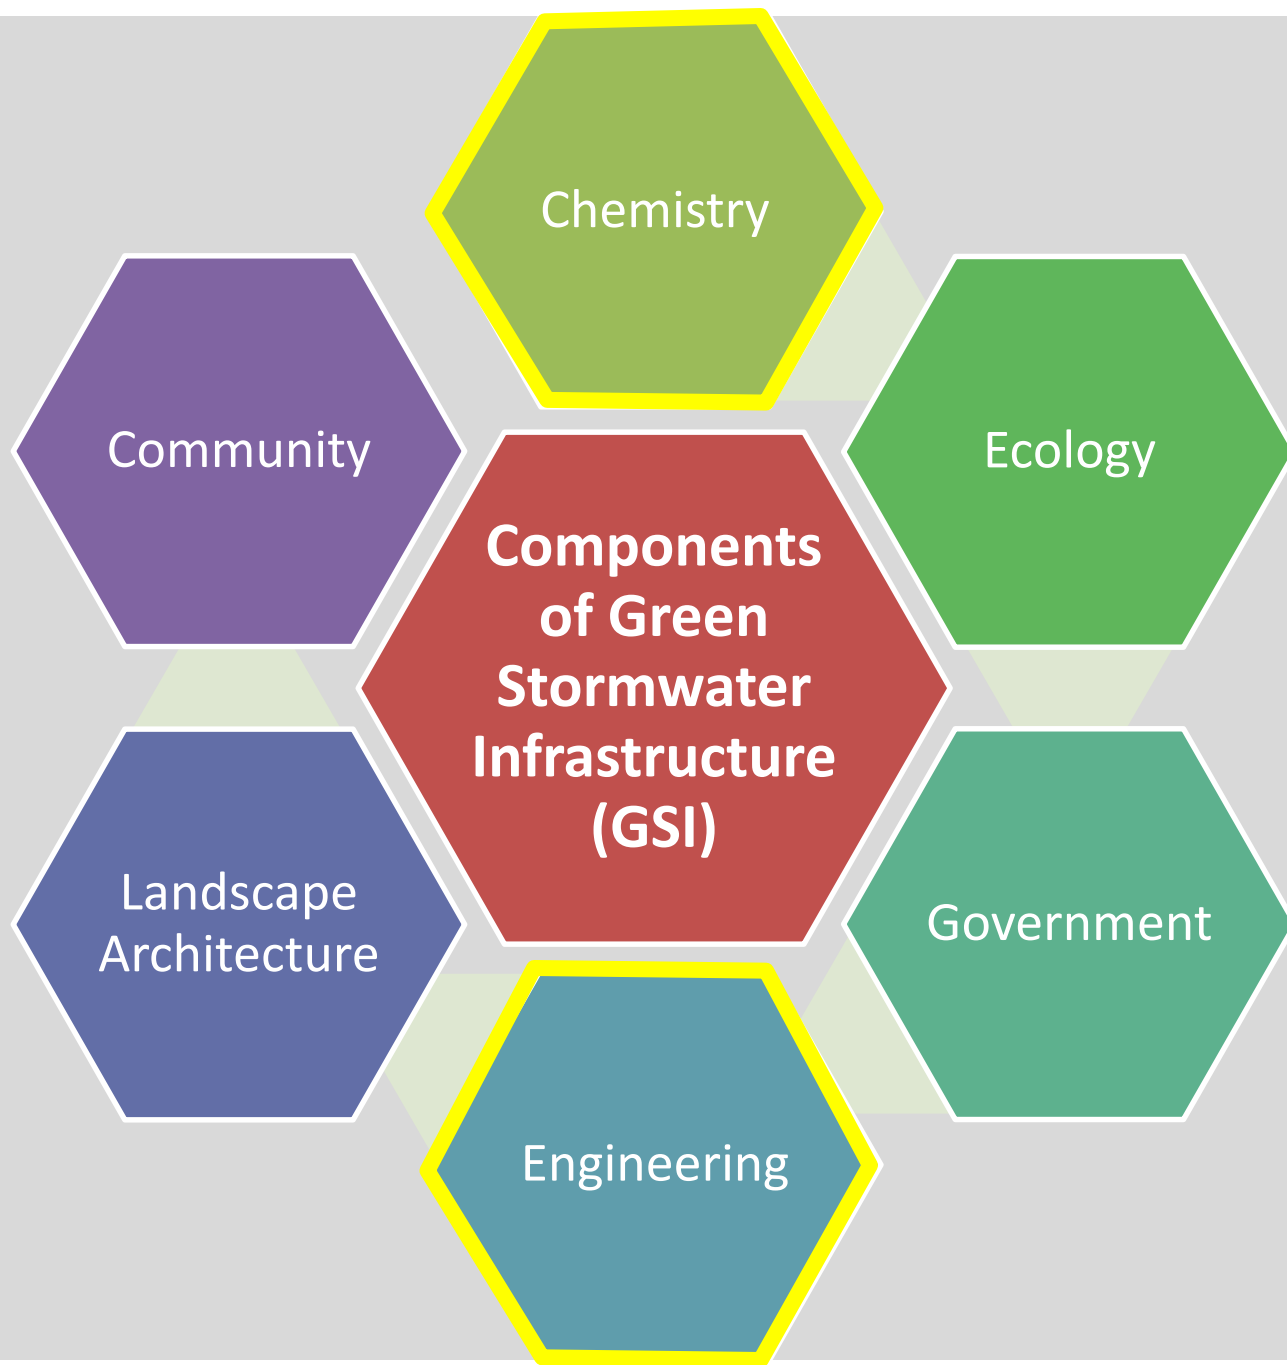 Chemistry
Community
Ecology
Components
of Green
Stormwater
Infrastructure
(GSI)
Landscape
Architecture
Government
Engineering